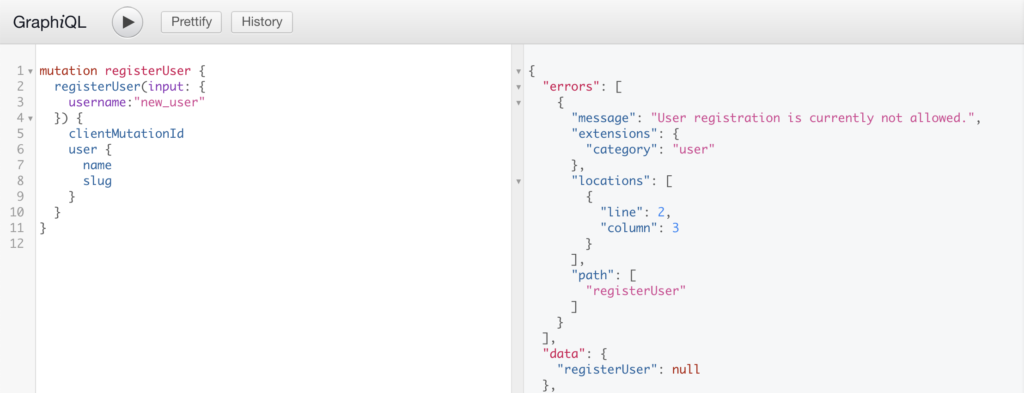 GraphiQL Prettify History
1 mutation registerUser {
2   registerUser(input: {
3     username:"new_user"
4   }) {
5     clientMutationId
6     user {
7       name
8       slug
9     }
10   }
11 }
12
{
  "errors": [
    {
      "message": "User registration is currently not allowed.",
      "extensions": {
        "category": "user"
      },
      "locations": [
        {
          "line": 2,
          "column": 3
        }
      ],
      "path": [
        "registerUser"
      ]
    }
  ],
  "data": {
    "registerUser": null
  },